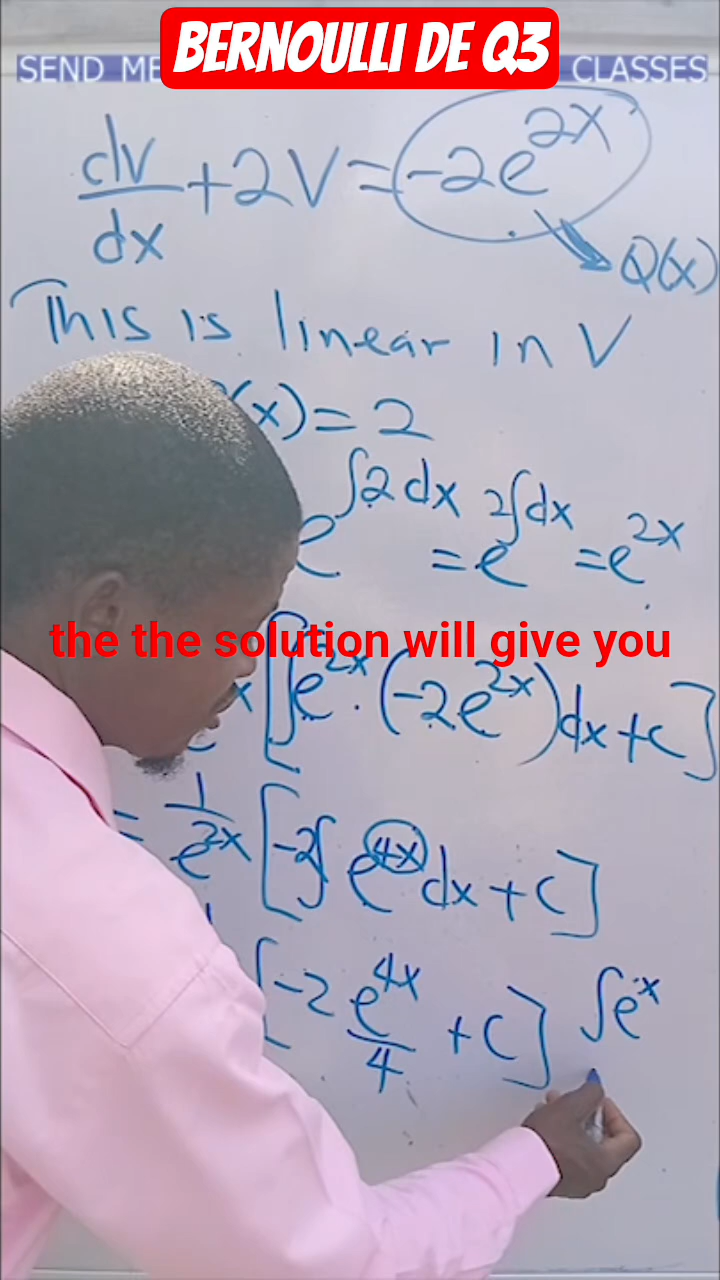 BERNOULLI DE Q3
SEND ME CLASSES
dv/dx + 2V = -2e^2x
Q(x)
This is linear in V
(x) = 2
e^∫2dx = e^2∫dx = e^2x
the the solution will give you
[∫e^2x · (-2e^2x)dx + c]
= 1/e^2x [-2∫e^4x dx + c]
[-2 e^4x/4 + c] ∫e^x